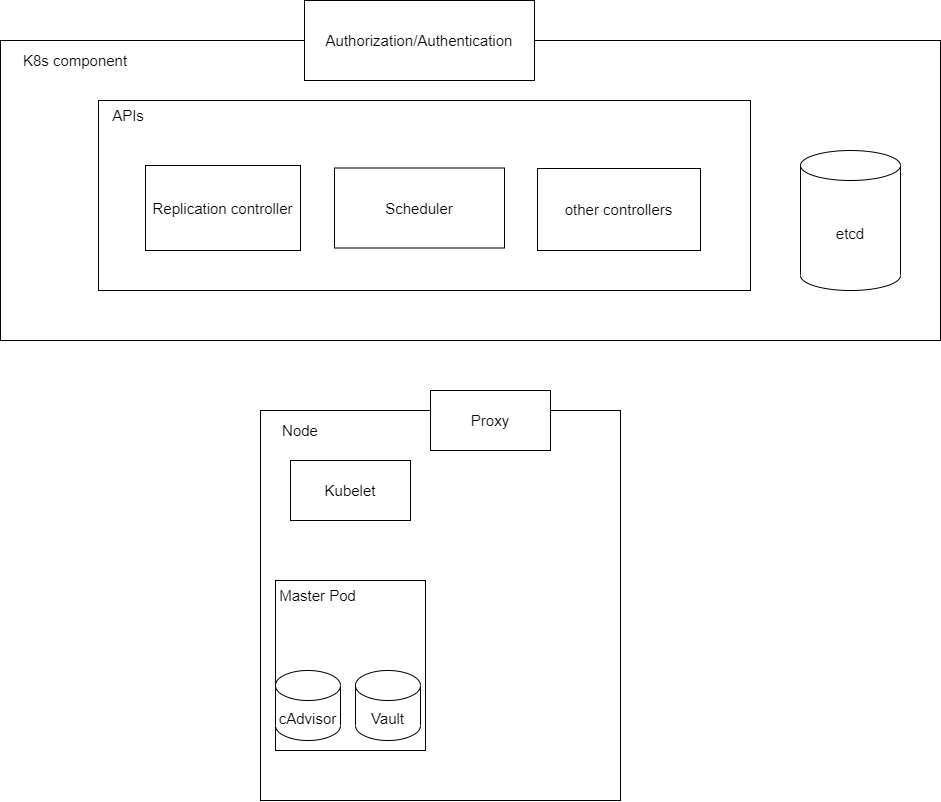 Authorization/Authentication
K8s component
APIs
Replication controller
Scheduler
other controllers
etcd
Proxy
Node
Kubelet
Master Pod
cAdvisor
Vault